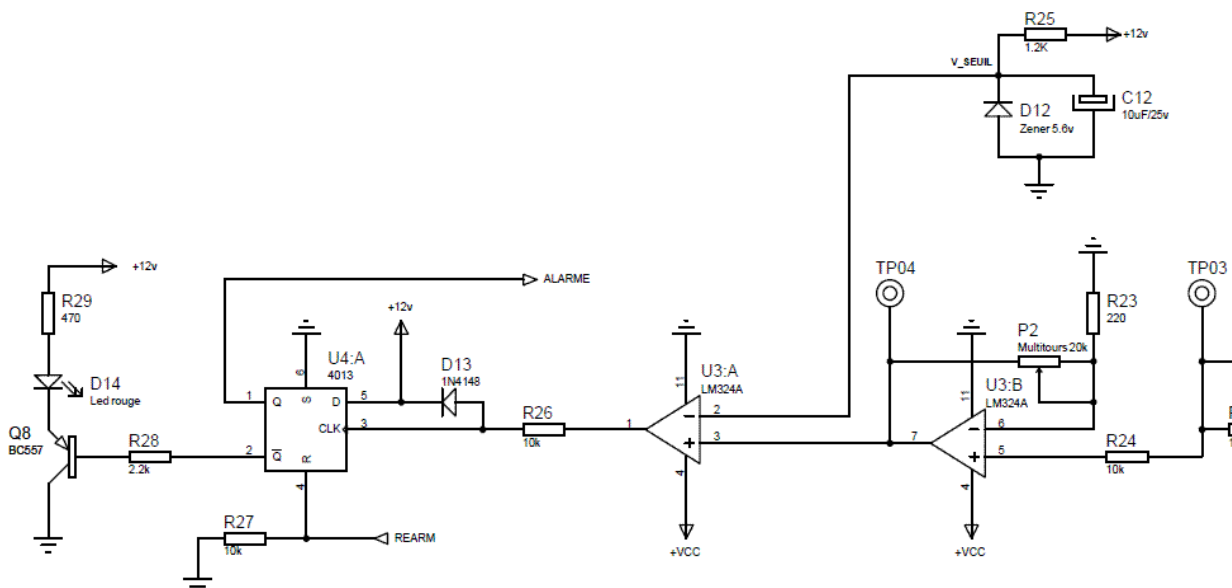 R25
1.2K
+12v
V_SEUIL
D12
Zener 5.6v
C12
10uF/25v
+12v
R29
470
D14
Led rouge
Q8
BC557
R28
2.2k
ALARME
+12v
U4:A
4013
6
S
1
Q
D
5
CLK
3
2
Q
R
4
D13
1N4148
R26
10k
R27
10k
REARM
U3:A
LM324A
11
1
2
3
4
+VCC
TP04
P2
Multitours 20k
R23
220
TP03
U3:B
LM324A
11
7
6
5
4
+VCC
R24
10k